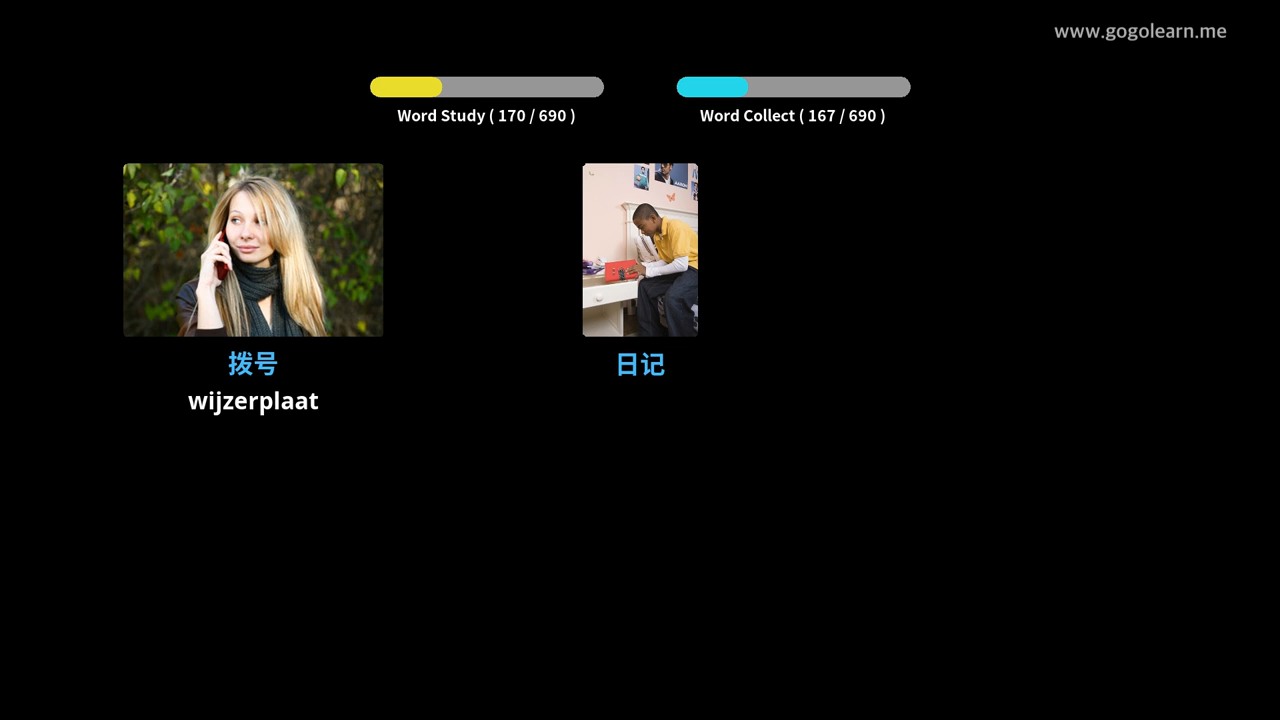 www.gogolearn.me
Word Study ( 170 / 690 )
Word Collect ( 167 / 690 )
拨号
wijzerplaat
日记